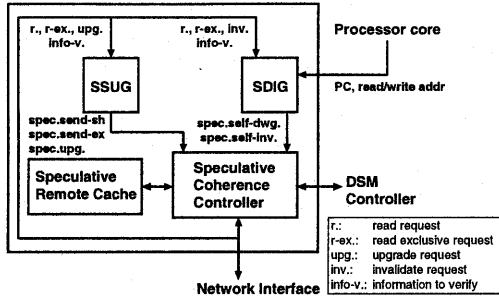 r., r-ex., upg.
info-v.
r., r-ex., inv.
info-v.
Processor core
SSUG
SDIG
PC, read/write addr
spec.send-sh
spec.send-ex
spec.upg.
spec.self-dwg.
spec.self-inv.
Speculative
Remote Cache
Speculative
Coherence
Controller
DSM
Controller
r.: read request
r-ex.: read exclusive request
upg.: upgrade request
inv.: invalidate request
info-v.: information to verify
Network Interface